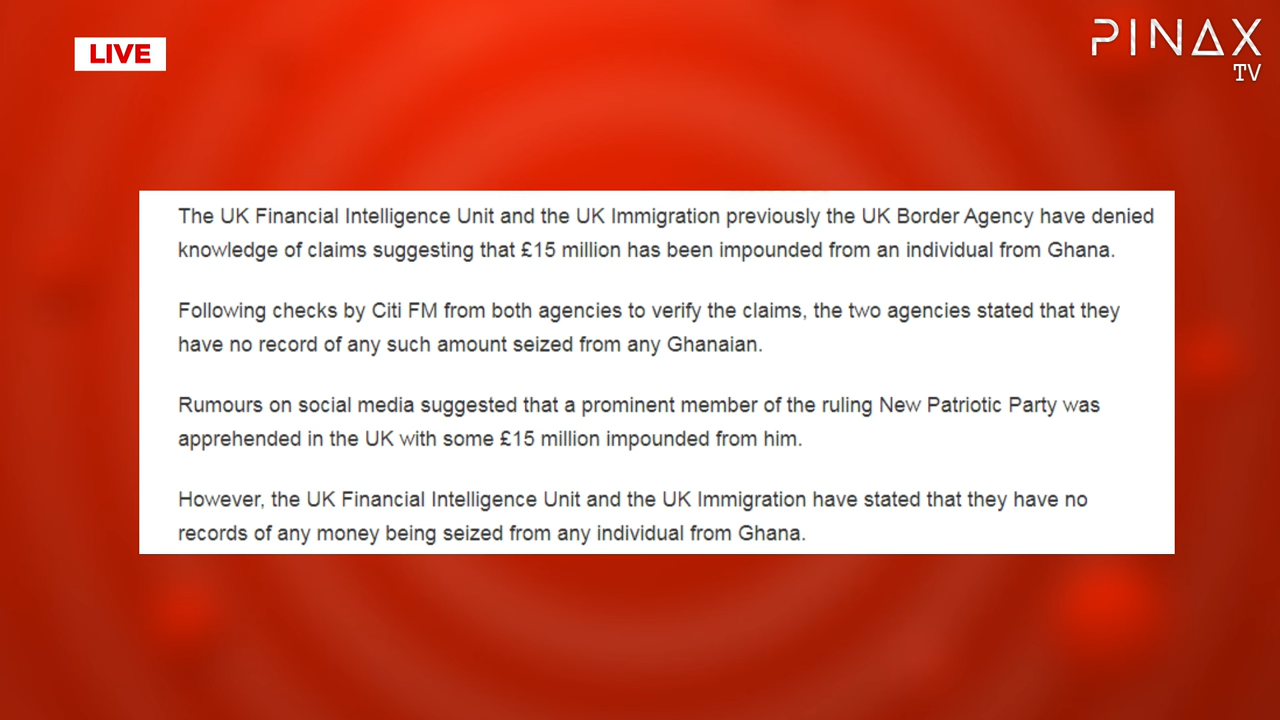 LIVE
PINAX
TV
The UK Financial Intelligence Unit and the UK Immigration previously the UK Border Agency have denied
knowledge of claims suggesting that £15 million has been impounded from an individual from Ghana.
Following checks by Citi FM from both agencies to verify the claims, the two agencies stated that they
have no record of any such amount seized from any Ghanaian.
Rumours on social media suggested that a prominent member of the ruling New Patriotic Party was
apprehended in the UK with some £15 million impounded from him.
However, the UK Financial Intelligence Unit and the UK Immigration have stated that they have no
records of any money being seized from any individual from Ghana.